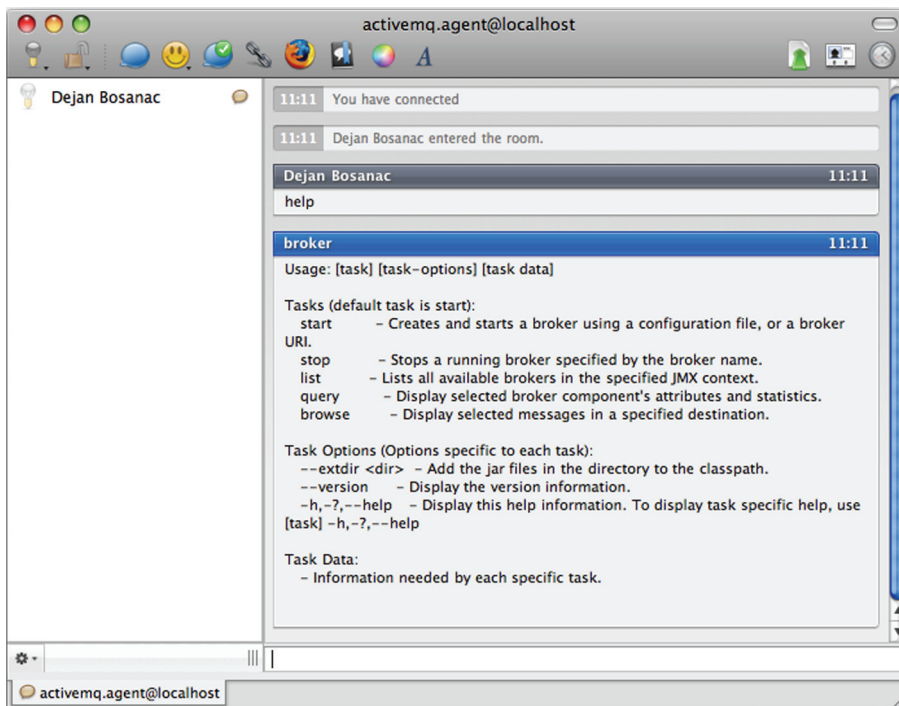 activemq.agent@localhost
Dejan Bosanac
11:11 You have connected
11:11 Dejan Bosanac entered the room.
Dejan Bosanac 11:11
help
broker 11:11
Usage: [task] [task-options] [task data]
Tasks (default task is start):
start – Creates and starts a broker using a configuration file, or a broker
URI.
stop – Stops a running broker specified by the broker name.
list – Lists all available brokers in the specified JMX context.
query – Display selected broker component's attributes and statistics.
browse – Display selected messages in a specified destination.
Task Options (Options specific to each task):
--extdir <dir> – Add the jar files in the directory to the classpath.
--version – Display the version information.
-h,-?,--help – Display this help information. To display task specific help, use
[task] -h,-?,--help
Task Data:
– Information needed by each specific task.
activemq.agent@localhost